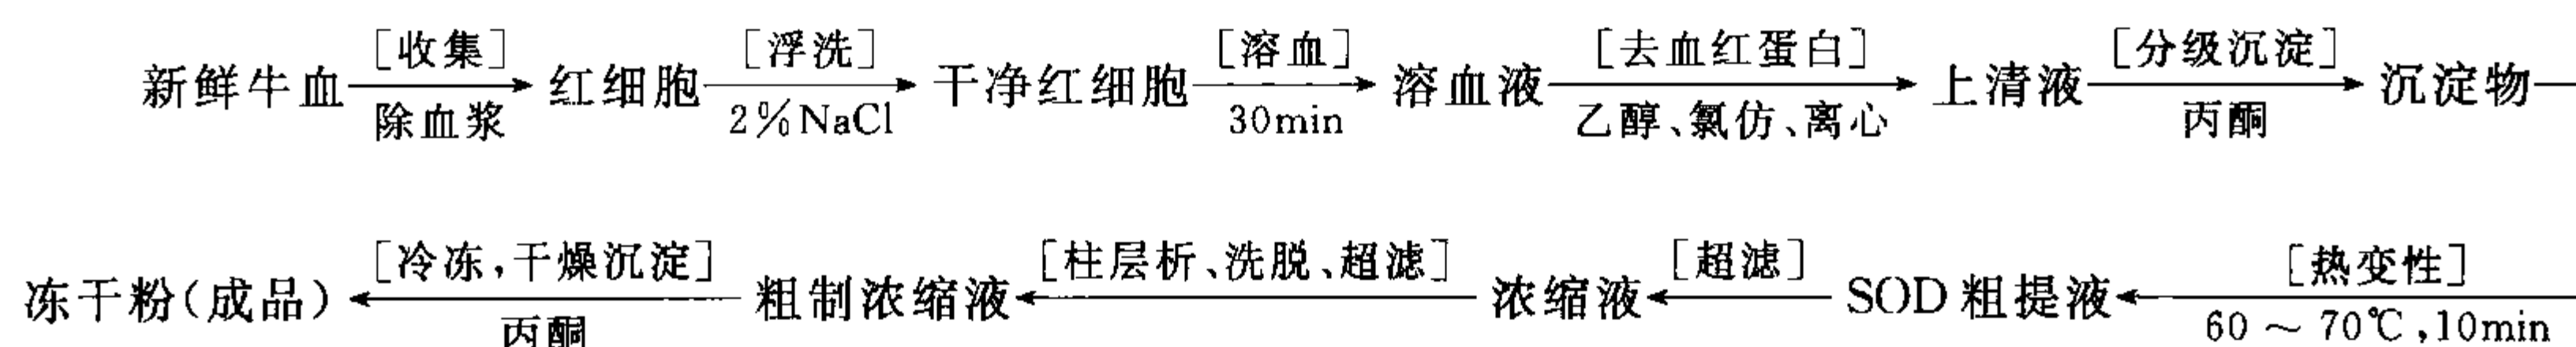 新鲜牛血 [收集] 除血浆 → 红细胞 [浮洗] 2%NaCl → 干净红细胞 [溶血] 30min → 溶血液 [去血红蛋白] 乙醇、氯仿、离心 → 上清液 [分级沉淀] 丙酮 → 沉淀物
冻干粉(成品) ← [冷冻,干燥沉淀] 丙酮 粗制浓缩液 ← [柱层析、洗脱、超滤] 浓缩液 ← [超滤] SOD 粗提液 ← [热变性] 60 ~ 70℃,10min